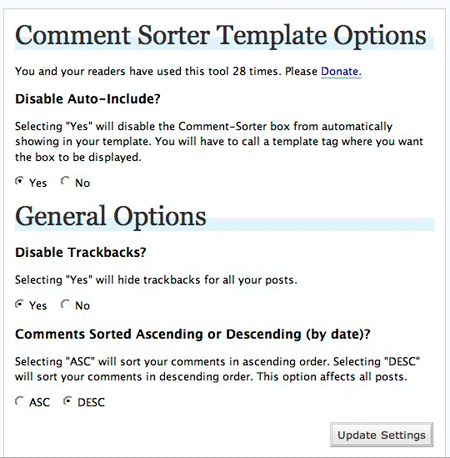 Comment Sorter Template Options
You and your readers have used this tool 28 times. Please Donate.
Disable Auto-Include?
Selecting "Yes" will disable the Comment-Sorter box from automatically
showing in your template. You will have to call a template tag where you want
the box to be displayed.
Yes No
General Options
Disable Trackbacks?
Selecting "Yes" will hide trackbacks for all your posts.
Yes No
Comments Sorted Ascending or Descending (by date)?
Selecting "ASC" will sort your comments in ascending order. Selecting "DESC"
will sort your comments in descending order. This option affects all posts.
ASC DESC
Update Settings